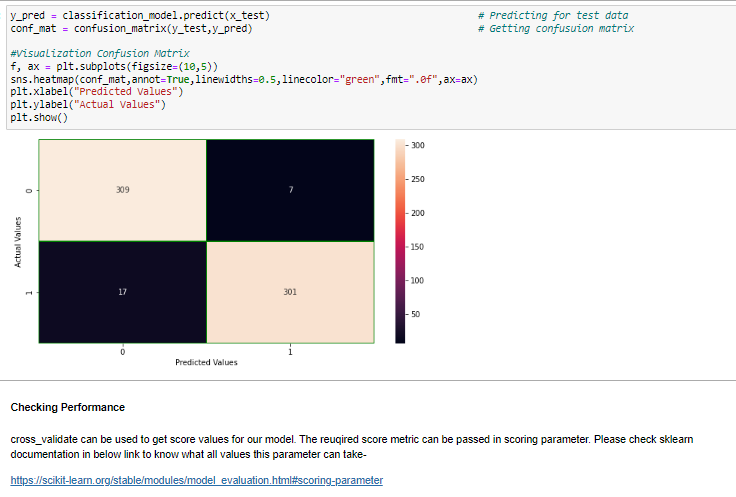 y_pred = classification_model.predict(x_test) # Predicting for test data
conf_mat = confusion_matrix(y_test,y_pred) # Getting confusuion matrix
#Visualization Confusion Matrix
f, ax = plt.subplots(figsize=(10,5))
sns.heatmap(conf_mat,annot=True,linewidths=0.5,linecolor="green",fmt=".0f",ax=ax)
plt.xlabel("Predicted Values")
plt.ylabel("Actual Values")
plt.show()
309 7
17 301
0
1
Actual Values
0 1
Predicted Values
300
250
200
150
100
50
Checking Performance
cross_validate can be used to get score values for our model. The reuqired score metric can be passed in scoring parameter. Please check sklearn
documentation in below link to know what all values this parameter can take-
https://scikit-learn.org/stable/modules/model_evaluation.html#scoring-parameter